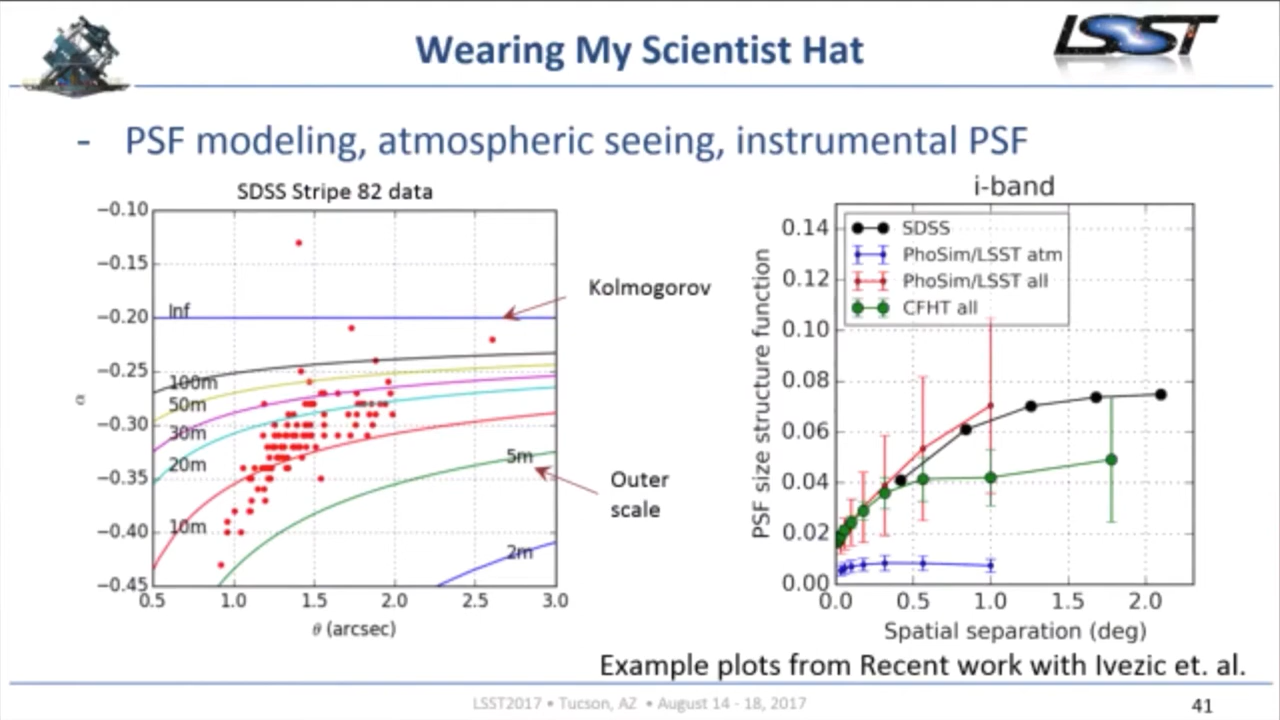 Wearing My Scientist Hat
LSST
- PSF modeling, atmospheric seeing, instrumental PSF
SDSS Stripe 82 data
−0.10
−0.15
−0.20
−0.25
−0.30
−0.35
−0.40
−0.45
α
Inf
100m
50m
30m
20m
10m
5m
2m
0.5 1.0 1.5 2.0 2.5 3.0
θ (arcsec)
Kolmogorov
Outer
scale
i-band
SDSS
PhoSim/LSST atm
PhoSim/LSST all
CFHT all
PSF size structure function
0.14
0.12
0.10
0.08
0.06
0.04
0.02
0.00
0.0 0.5 1.0 1.5 2.0
Spatial separation (deg)
Example plots from Recent work with Ivezic et. al.
LSST2017 • Tucson, AZ • August 14 - 18, 2017
41